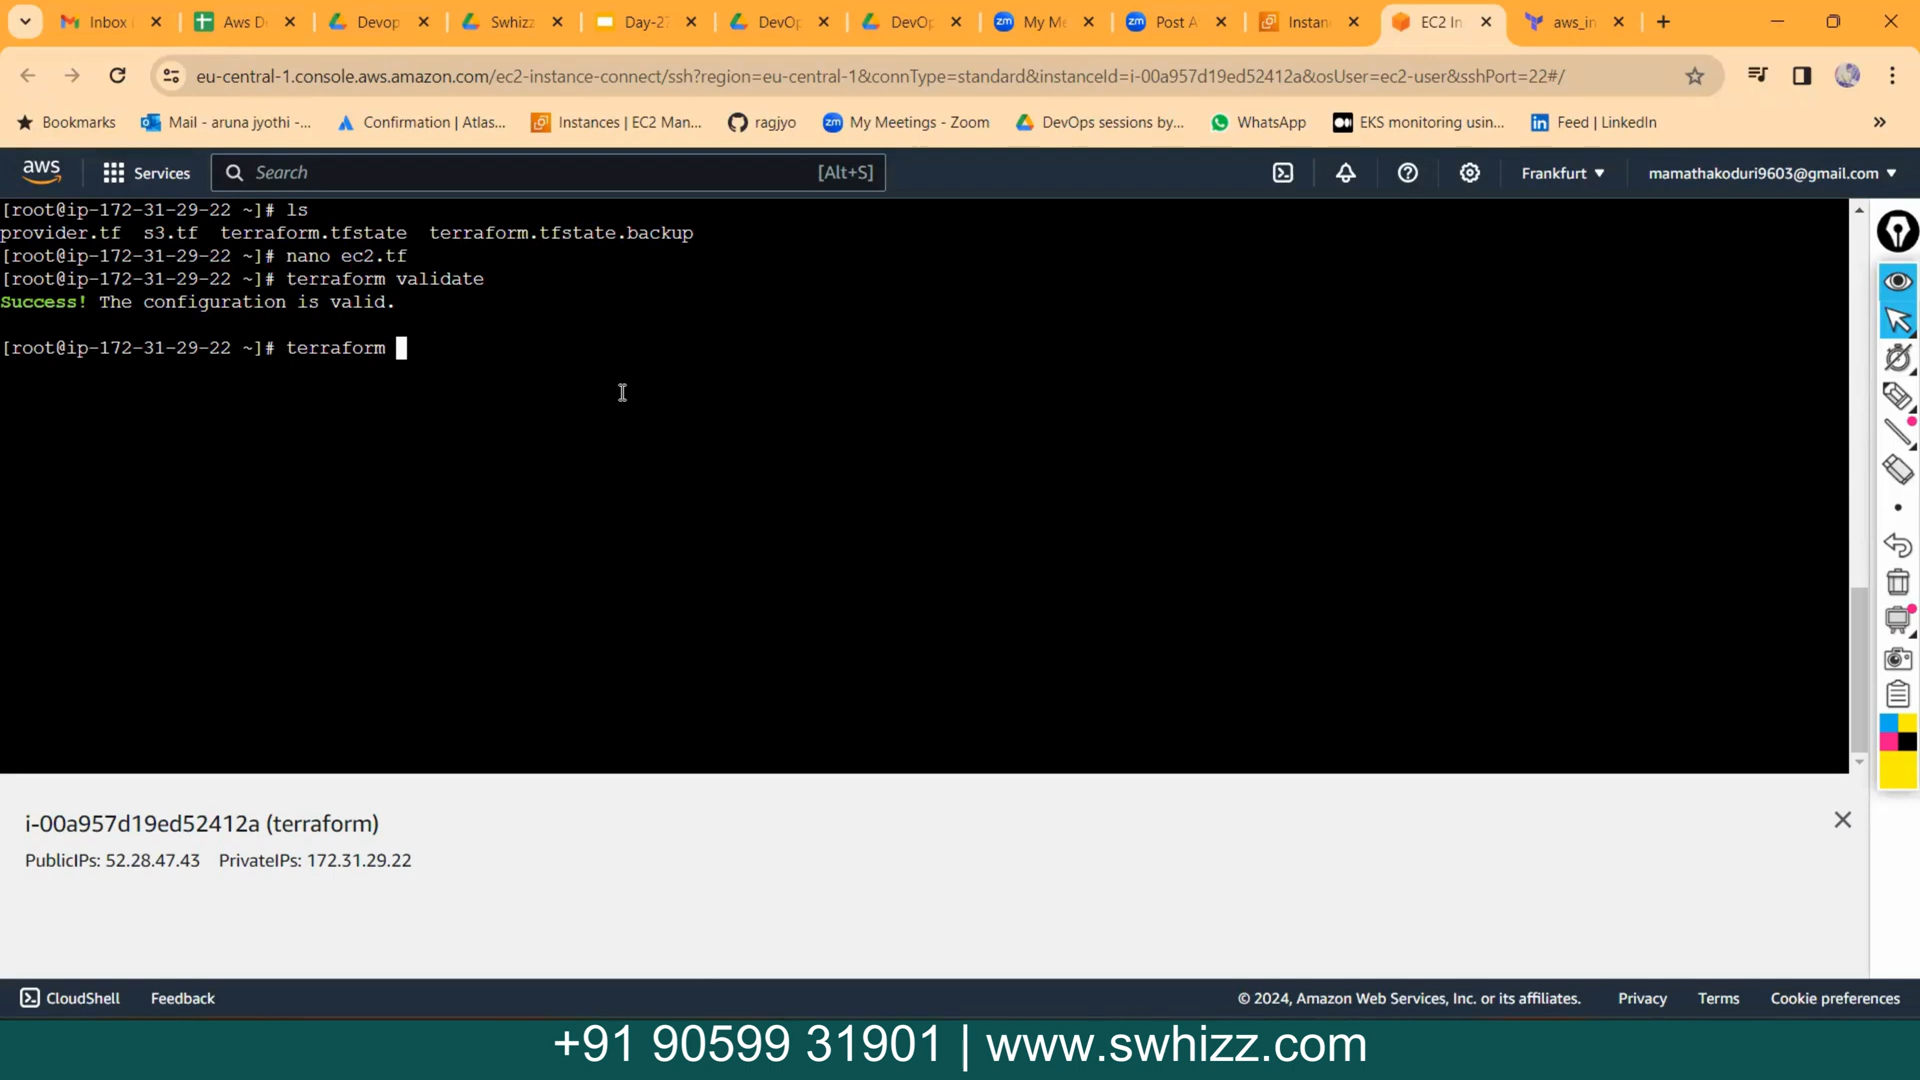 Inbox
Aws D
Devop
Swhizz
Day-2
DevOp
DevOp
zm My Me
zm Post A
Instan
EC2 In
aws_in
eu-central-1.console.aws.amazon.com/ec2-instance-connect/ssh?region=eu-central-1&connType=standard&instanceId=i-00a957d19ed52412a&osUser=ec2-user&sshPort=22#/
Bookmarks
Mail - aruna jyothi -...
Confirmation | Atlas...
Instances | EC2 Man...
ragjyo
zm My Meetings - Zoom
DevOps sessions by...
WhatsApp
EKS monitoring usin...
in Feed | LinkedIn
aws
Services
Search
[Alt+S]
Frankfurt
mamathakoduri9603@gmail.com
[root@ip-172-31-29-22 ~]# ls
provider.tf  s3.tf  terraform.tfstate  terraform.tfstate.backup
[root@ip-172-31-29-22 ~]# nano ec2.tf
[root@ip-172-31-29-22 ~]# terraform validate
Success! The configuration is valid.
[root@ip-172-31-29-22 ~]# terraform
i-00a957d19ed52412a (terraform)
PublicIPs: 52.28.47.43   PrivateIPs: 172.31.29.22
CloudShell
Feedback
© 2024, Amazon Web Services, Inc. or its affiliates.
Privacy
Terms
Cookie preferences
+91 90599 31901 | www.swhizz.com